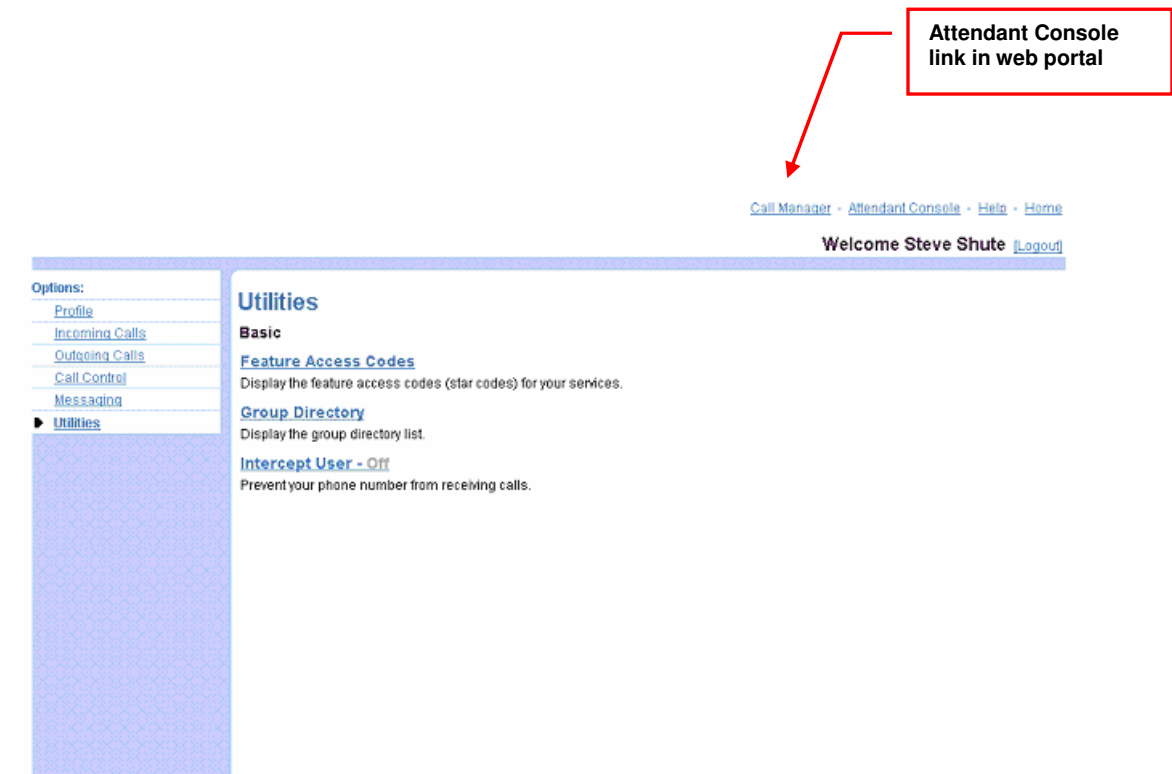 Attendant Console
link in web portal
Call Manager - Attendant Console - Help - Home
Welcome Steve Shute [Logout]
Options:
Profile
Incoming Calls
Outgoing Calls
Call Control
Messaging
Utilities
Utilities
Basic
Feature Access Codes
Display the feature access codes (star codes) for your services.
Group Directory
Display the group directory list.
Intercept User - Off
Prevent your phone number from receiving calls.